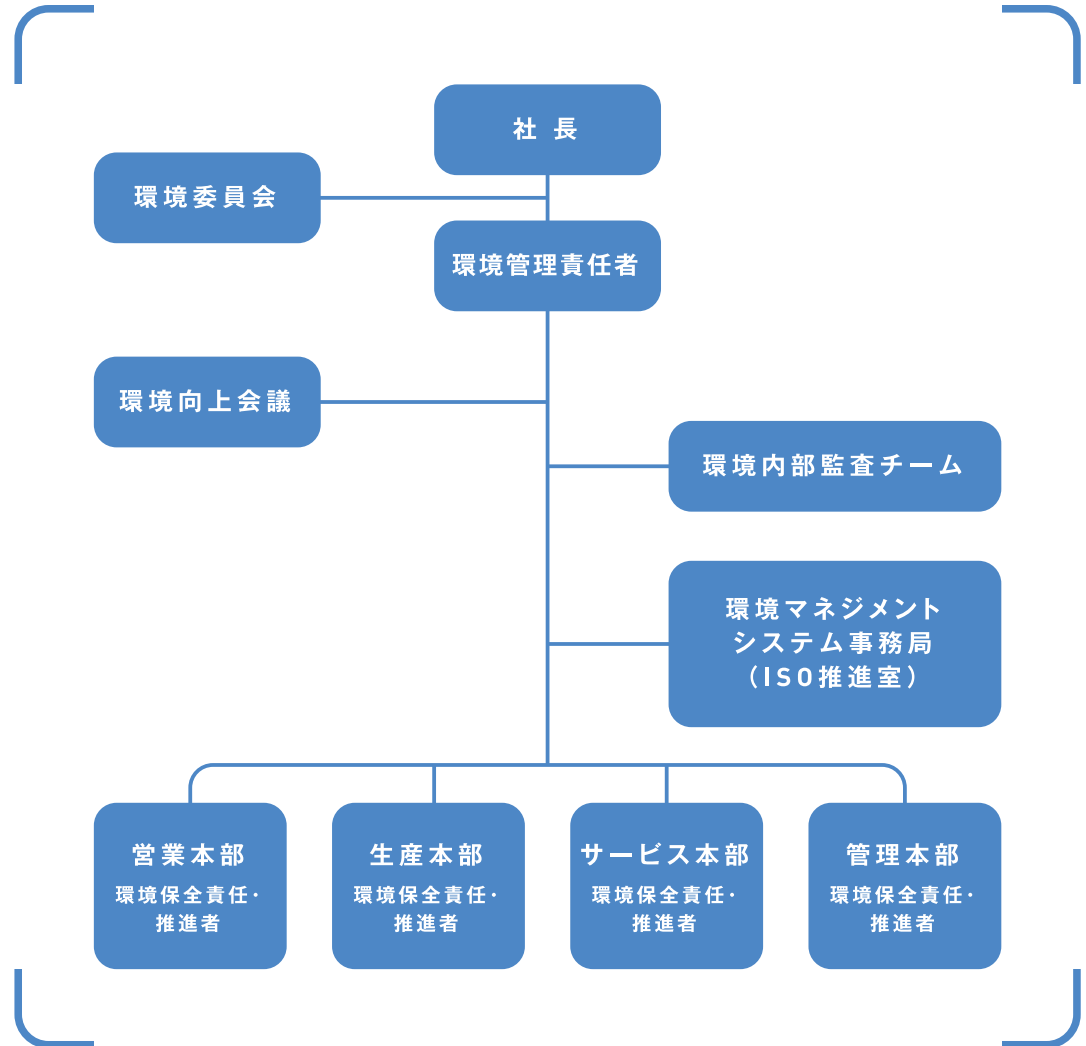 社 長
環境委員会
環境管理責任者
環境向上会議
環境内部監査チーム
環境マネジメント
システム事務局
（ISO推進室）
営業本部
環境保全責任・
推進者
生産本部
環境保全責任・
推進者
サービス本部
環境保全責任・
推進者
管理本部
環境保全責任・
推進者